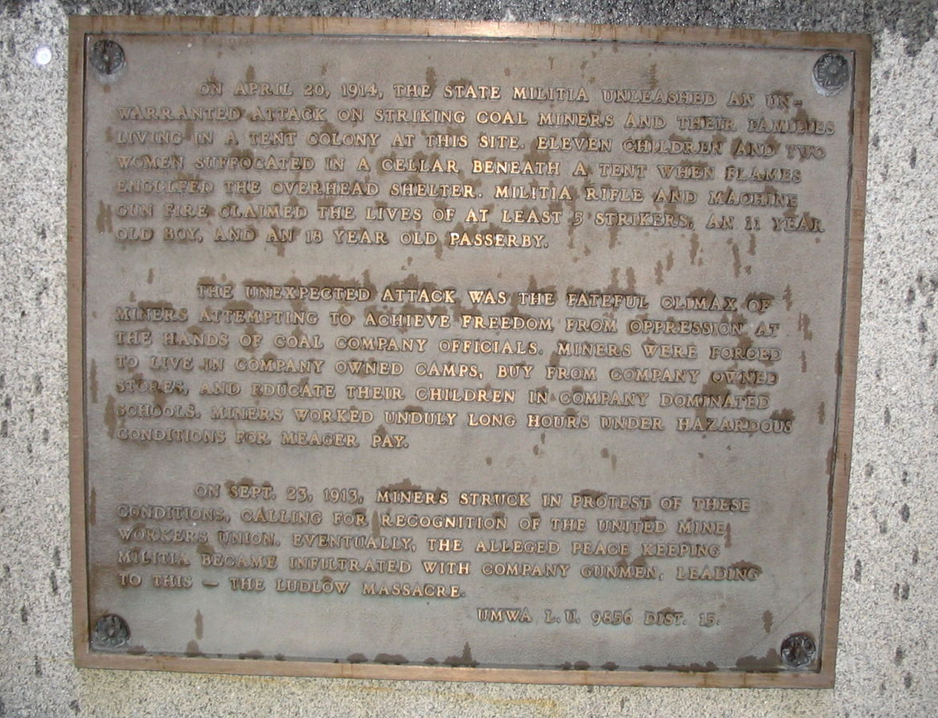 ON APRIL 20, 1914, THE STATE MILITIA UNLEASHED AN UN-
WARRANTED ATTACK ON STRIKING COAL MINERS AND THEIR FAMILIES
LIVING IN A TENT COLONY AT THIS SITE. ELEVEN CHILDREN AND TWO
WOMEN SUFFOCATED IN A CELLAR BENEATH A TENT WHEN FLAMES
ENGULFED THE OVERHEAD SHELTER. MILITIA RIFLE AND MACHINE
GUN FIRE CLAIMED THE LIVES OF AT LEAST 5 STRIKERS, AN 11 YEAR
OLD BOY, AND AN 18 YEAR OLD PASSERBY.
THE UNEXPECTED ATTACK WAS THE FATEFUL CLIMAX OF
MINERS ATTEMPTING TO ACHIEVE FREEDOM FROM OPPRESSION AT
THE HANDS OF COAL COMPANY OFFICIALS. MINERS WERE FORCED
TO LIVE IN COMPANY OWNED CAMPS, BUY FROM COMPANY OWNED
STORES, AND EDUCATE THEIR CHILDREN IN COMPANY DOMINATED
SCHOOLS. MINERS WORKED UNDULY LONG HOURS UNDER HAZARDOUS
CONDITIONS FOR MEAGER PAY.
ON SEPT. 23, 1913, MINERS STRUCK IN PROTEST OF THESE
CONDITIONS, CALLING FOR RECOGNITION OF THE UNITED MINE
WORKERS UNION. EVENTUALLY, THE ALLEGED PEACE KEEPING
MILITIA BECAME INFILTRATED WITH COMPANY GUNMEN, LEADING
TO THIS — THE LUDLOW MASSACRE.
UMWA L.U. 9856 DIST. 15.